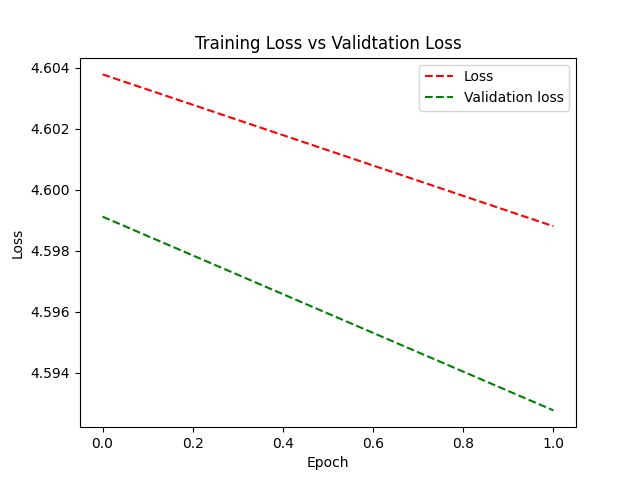 Training Loss vs Validtation Loss
4.604
4.602
4.600
4.598
4.596
4.594
Loss
Loss
Validation loss
0.0 0.2 0.4 0.6 0.8 1.0
Epoch